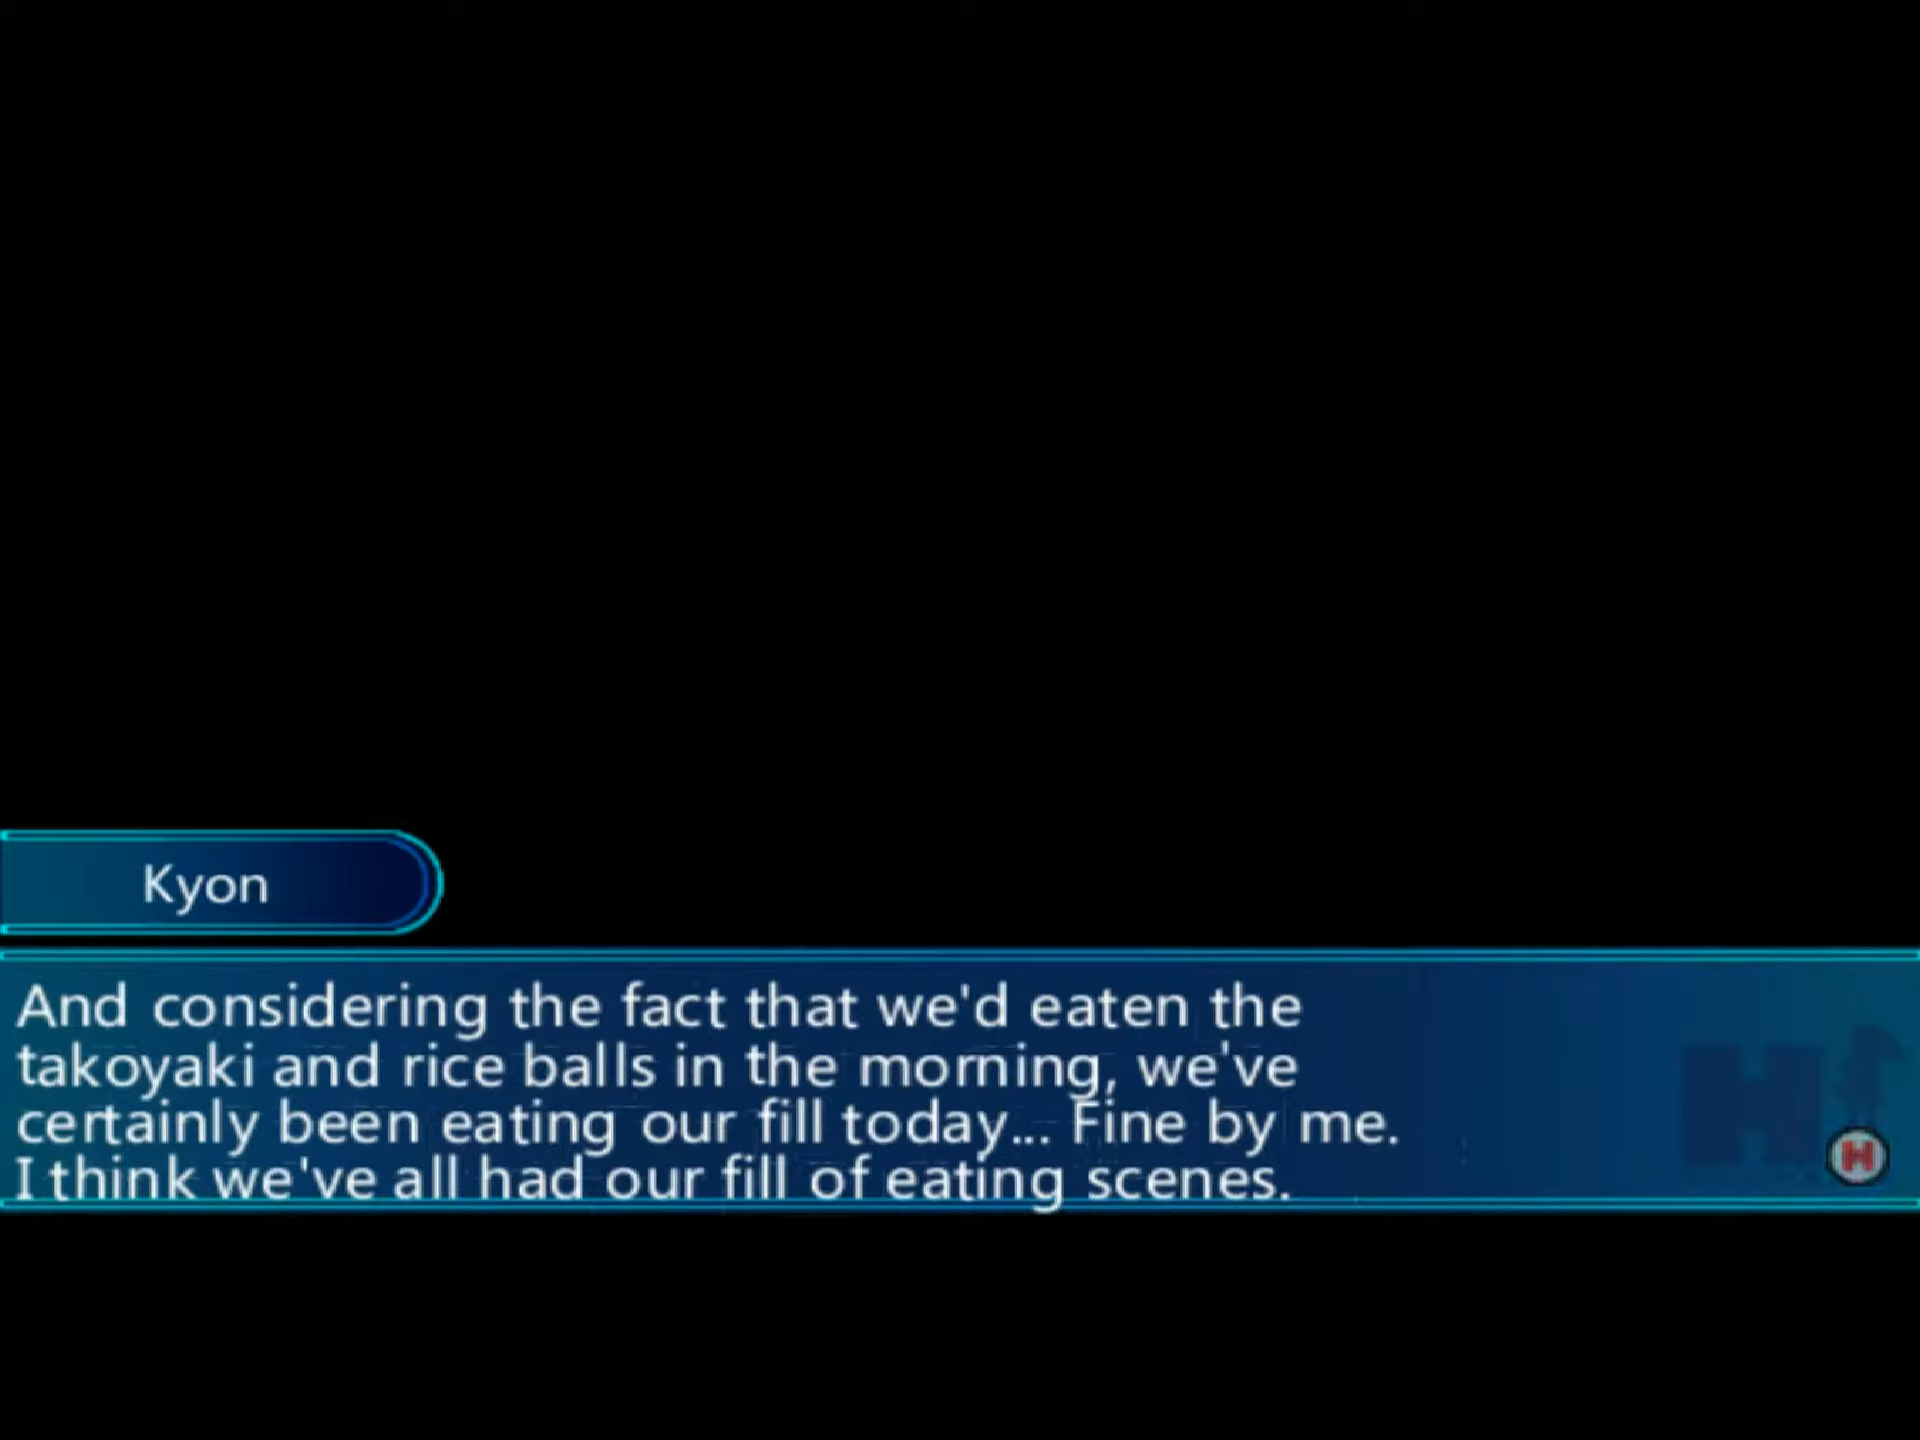 Kyon
And considering the fact that we'd eaten the
takoyaki and rice balls in the morning, we've
certainly been eating our fill today... Fine by me.
I think we've all had our fill of eating scenes.
H
H